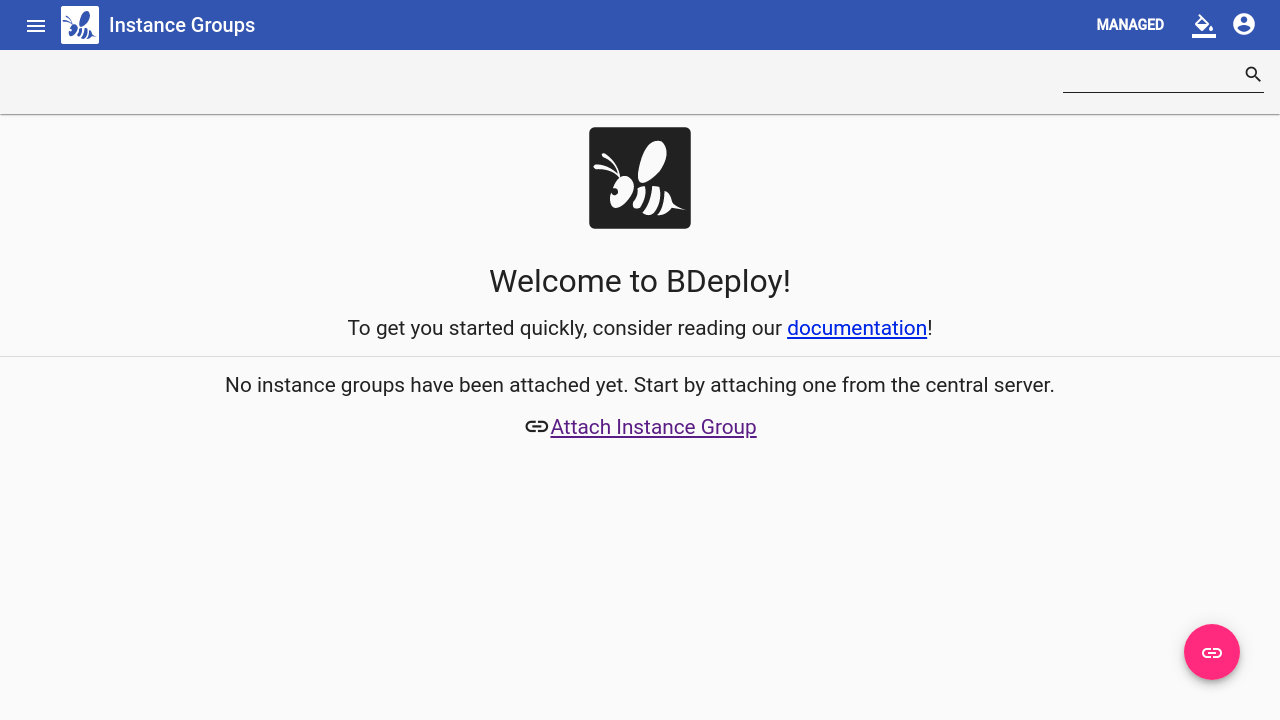 Instance Groups
MANAGED
Welcome to BDeploy!
To get you started quickly, consider reading our documentation!
No instance groups have been attached yet. Start by attaching one from the central server.
Attach Instance Group